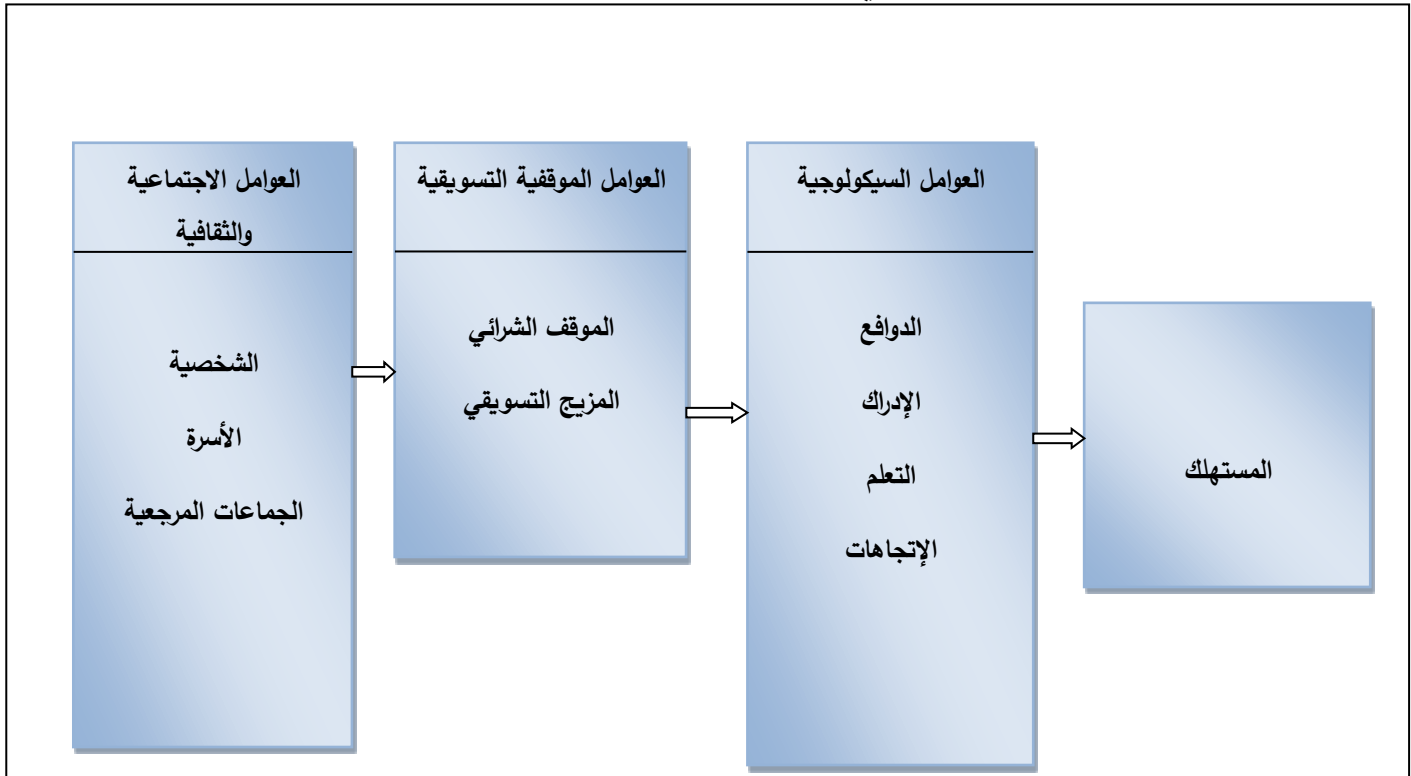 العوامل الاجتماعية
والثقافية
الشخصية
الأسرة
الجماعات المرجعية
العوامل الموقفية التسويقية
الموقف الشرائي
المزيج التسويقي
العوامل السيكولوجية
الدوافع
الإدراك
التعلم
الإتجاهات
المستهلك